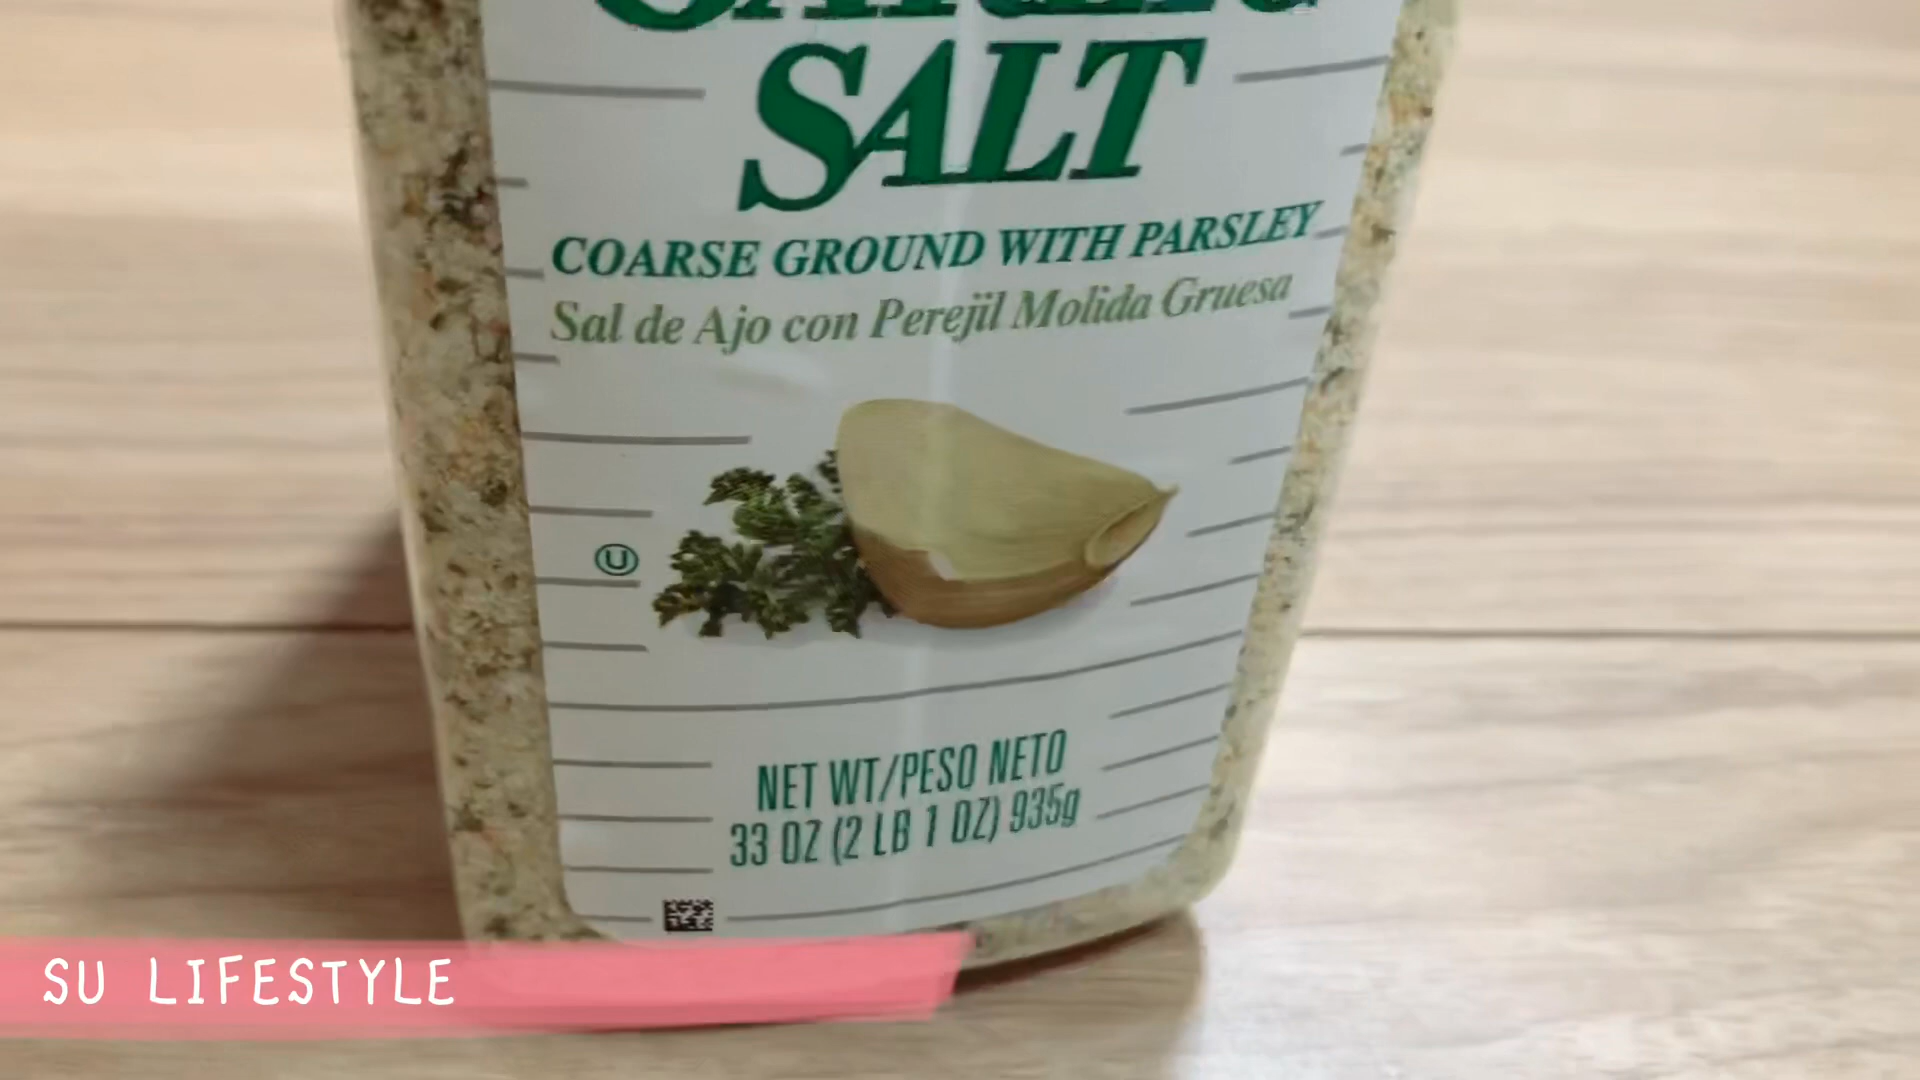 GARLIC
SALT
COARSE GROUND WITH PARSLEY
Sal de Ajo con Perejil Molida Gruesa
U
NET WT/PESO NETO
33 OZ (2 LB 1 OZ) 935g
SU LIFESTYLE